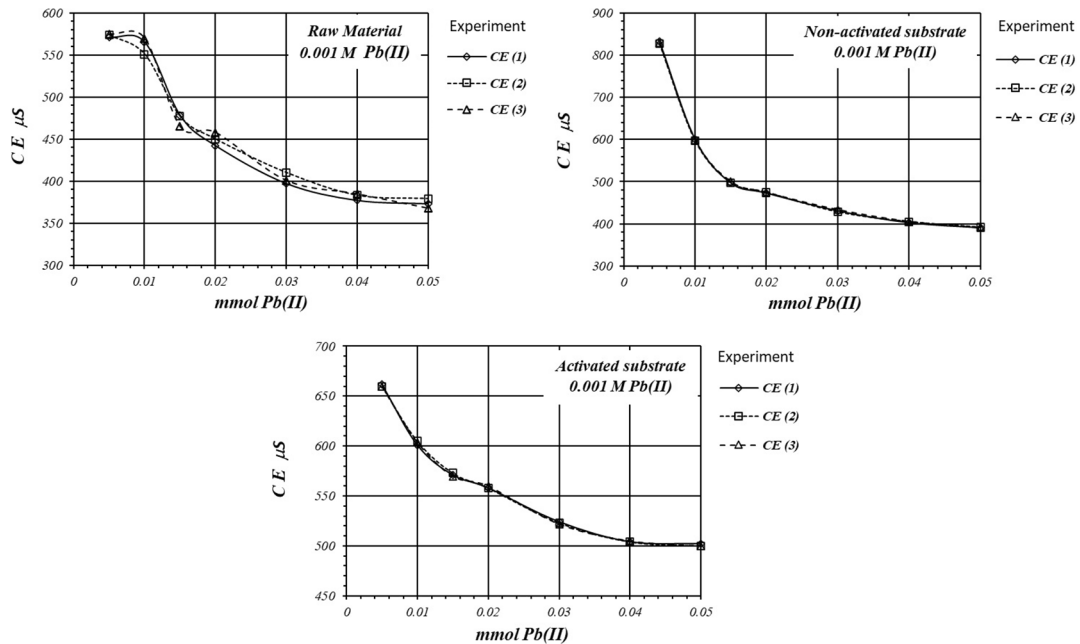 Raw Material
0.001 M Pb(II)
Experiment
CE (1)
CE (2)
CE (3)
600
550
500
450
400
350
300
CE μS
0 0.01 0.02 0.03 0.04 0.05
mmol Pb(II)
Non-activated substrate
0.001 M Pb(II)
Experiment
CE (1)
CE (2)
CE (3)
900
800
700
600
500
400
300
CE μS
0 0.01 0.02 0.03 0.04 0.05
mmol Pb(II)
Activated substrate
0.001 M Pb(II)
Experiment
CE (1)
CE (2)
CE (3)
700
650
600
550
500
450
CE μS
0 0.01 0.02 0.03 0.04 0.05
mmol Pb(II)